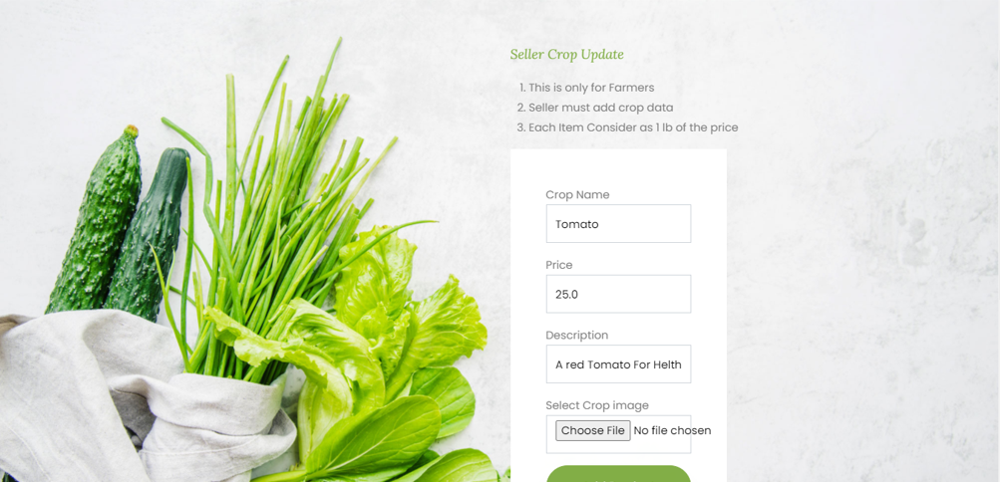 Seller Crop Update
1. This is only for Farmers
2. Seller must add crop data
3. Each Item Consider as 1 lb of the price
Crop Name
Tomato
Price
25.0
Description
A red Tomato For Helth
Select Crop image
Choose File No file chosen